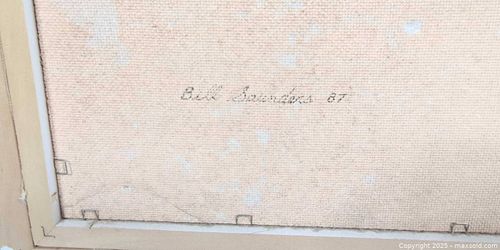 Bill Saunders 87
Copyright 2025 - maxsold.com